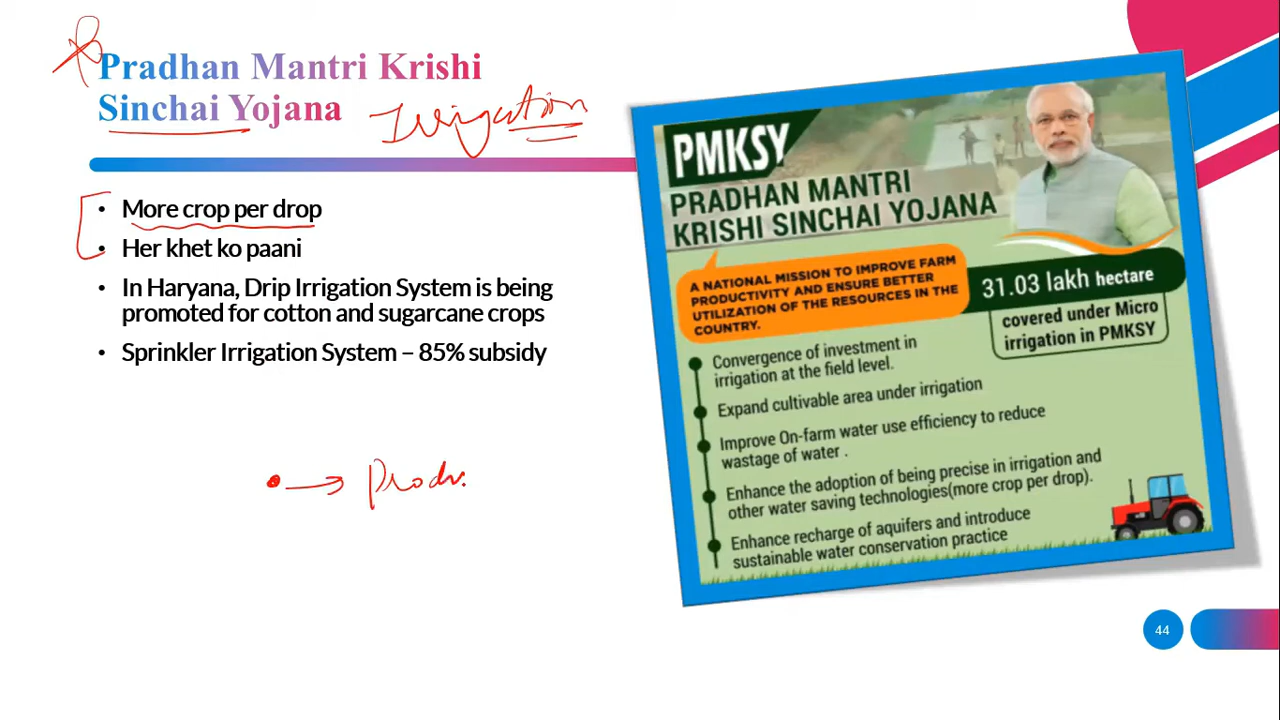 Pradhan Mantri Krishi
Sinchai Yojana
Irrigation
• More crop per drop
• Her khet ko paani
• In Haryana, Drip Irrigation System is being
promoted for cotton and sugarcane crops
• Sprinkler Irrigation System – 85% subsidy
→ Produ.
PMKSY
PRADHAN MANTRI
KRISHI SINCHAI YOJANA
A NATIONAL MISSION TO IMPROVE FARM
PRODUCTIVITY AND ENSURE BETTER
UTILIZATION OF THE RESOURCES IN THE
COUNTRY.
31.03 lakh hectare
covered under Micro
irrigation in PMKSY
Convergence of investment in
irrigation at the field level.
Expand cultivable area under irrigation
Improve On-farm water use efficiency to reduce
wastage of water .
Enhance the adoption of being precise in irrigation and
other water saving technologies(more crop per drop).
Enhance recharge of aquifers and introduce
sustainable water conservation practice
44